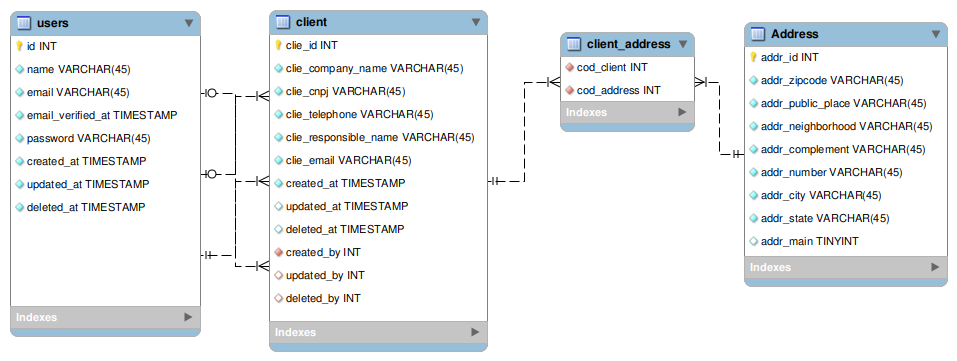 users
id INT
name VARCHAR(45)
email VARCHAR(45)
email_verified_at TIMESTAMP
password VARCHAR(45)
created_at TIMESTAMP
updated_at TIMESTAMP
deleted_at TIMESTAMP
Indexes
client
clie_id INT
clie_company_name VARCHAR(45)
clie_cnpj VARCHAR(45)
clie_telephone VARCHAR(45)
clie_responsible_name VARCHAR(45)
clie_email VARCHAR(45)
created_at TIMESTAMP
updated_at TIMESTAMP
deleted_at TIMESTAMP
created_by INT
updated_by INT
deleted_by INT
Indexes
client_address
cod_client INT
cod_address INT
Indexes
Address
addr_id INT
addr_zipcode VARCHAR(45)
addr_public_place VARCHAR(45)
addr_neighborhood VARCHAR(45)
addr_complement VARCHAR(45)
addr_number VARCHAR(45)
addr_city VARCHAR(45)
addr_state VARCHAR(45)
addr_main TINYINT
Indexes